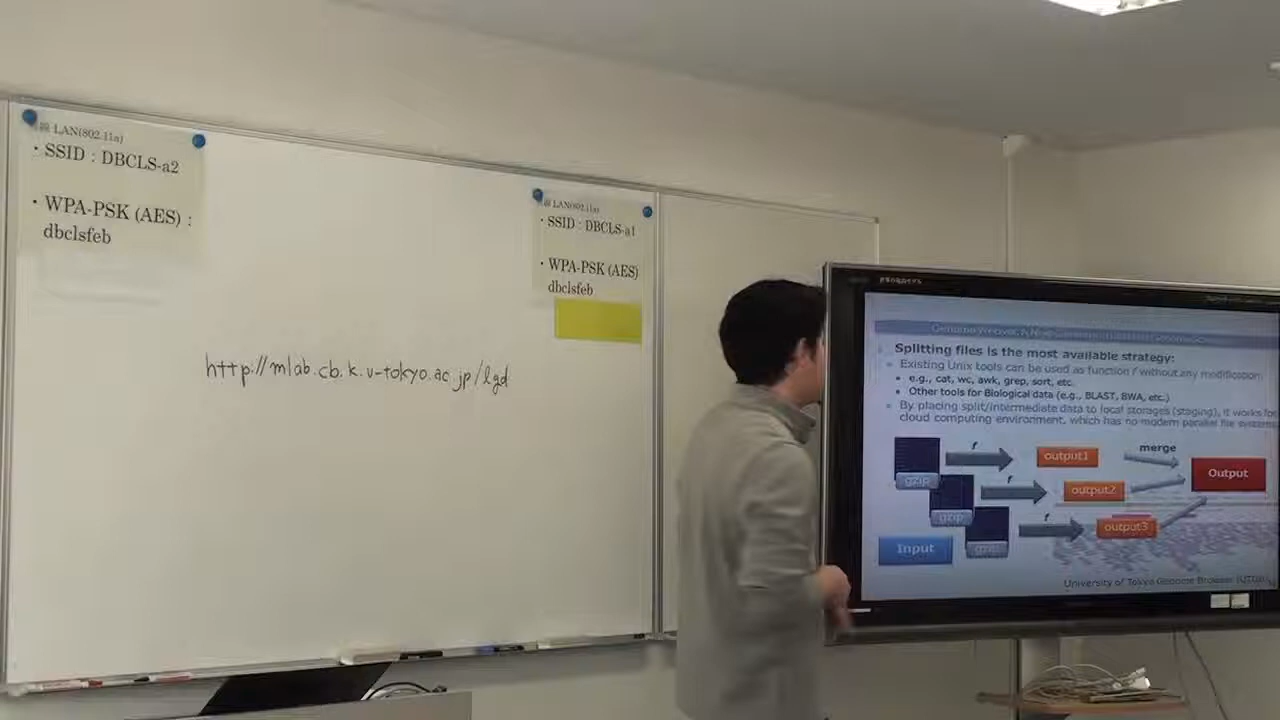 LAN(802.11a)
・SSID : DBCLS-a2
・WPA-PSK (AES) :
dbclsfeb
LAN(802.11a)
・SSID : DBCLS-a1
・WPA-PSK (AES)
dbclsfeb
http://mlab.cb.k.u-tokyo.ac.jp/lgd
Splitting files is the most available strategy:
Existing Unix tools can be used as function f without any modification.
• e.g., cat, wc, awk, grep, sort, etc.
• Other tools for Biological data (e.g., BLAST, BWA, etc.)
By placing split/intermediate data to local storages (staging), it works for
cloud computing environment, which has no modern parallel file systems
f
output1
merge
gzip
f
output2
Output
gzip
f
output3
Input
gzip
University of Tokyo Genome Browser (UTGB)